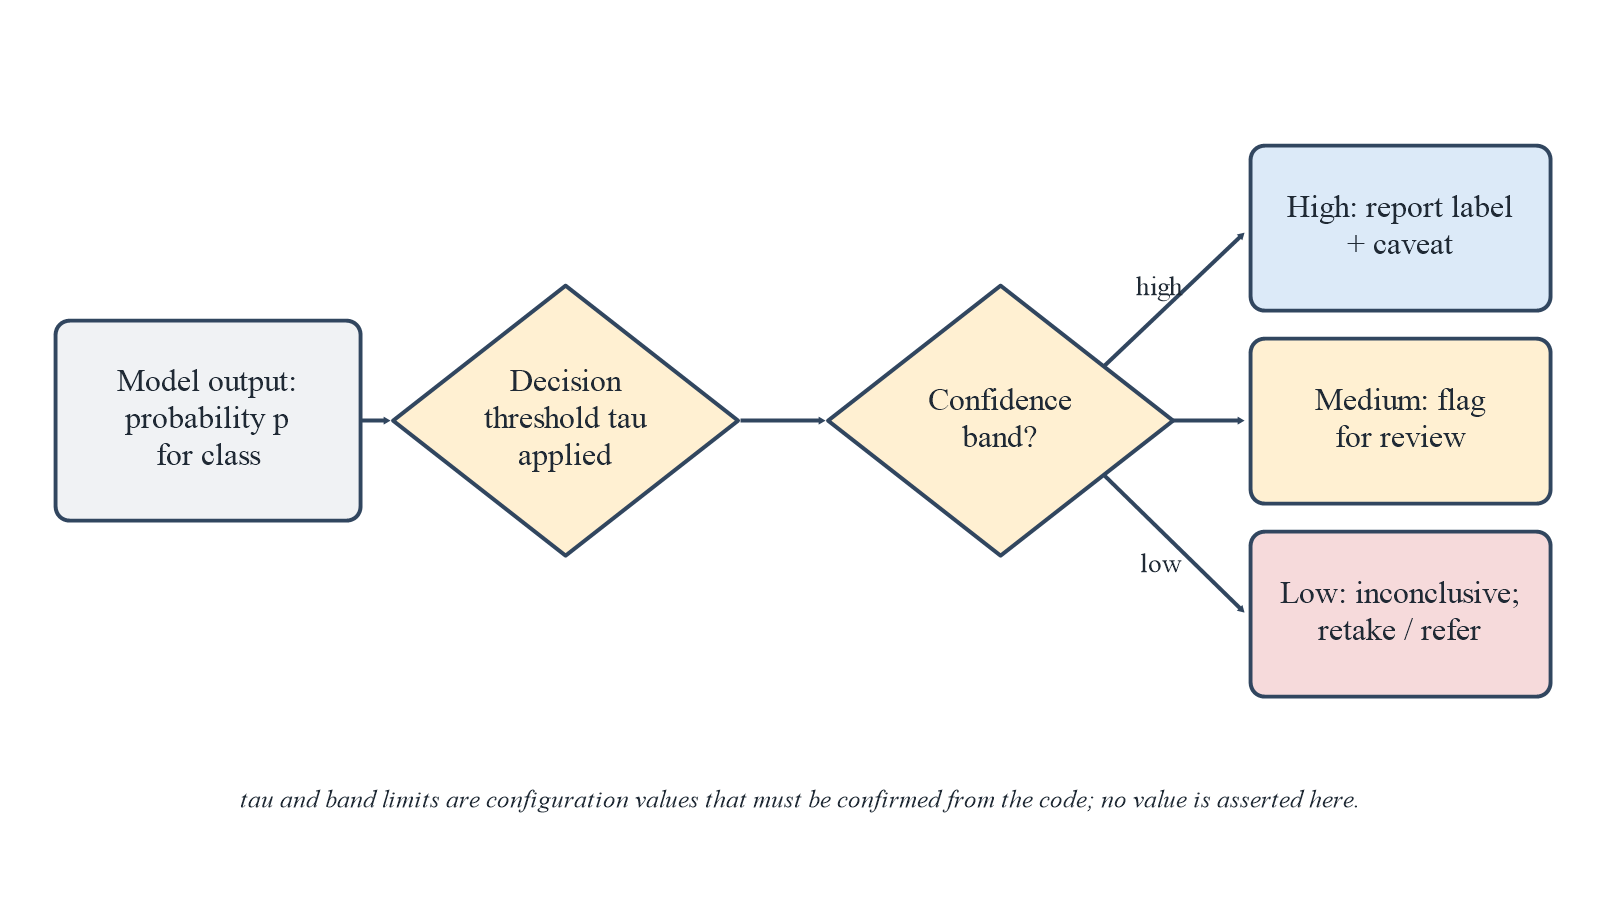 Model output:
probability p
for class
Decision
threshold tau
applied
Confidence
band?
high
low
High: report label
+ caveat
Medium: flag
for review
Low: inconclusive;
retake / refer
tau and band limits are configuration values that must be confirmed from the code; no value is asserted here.